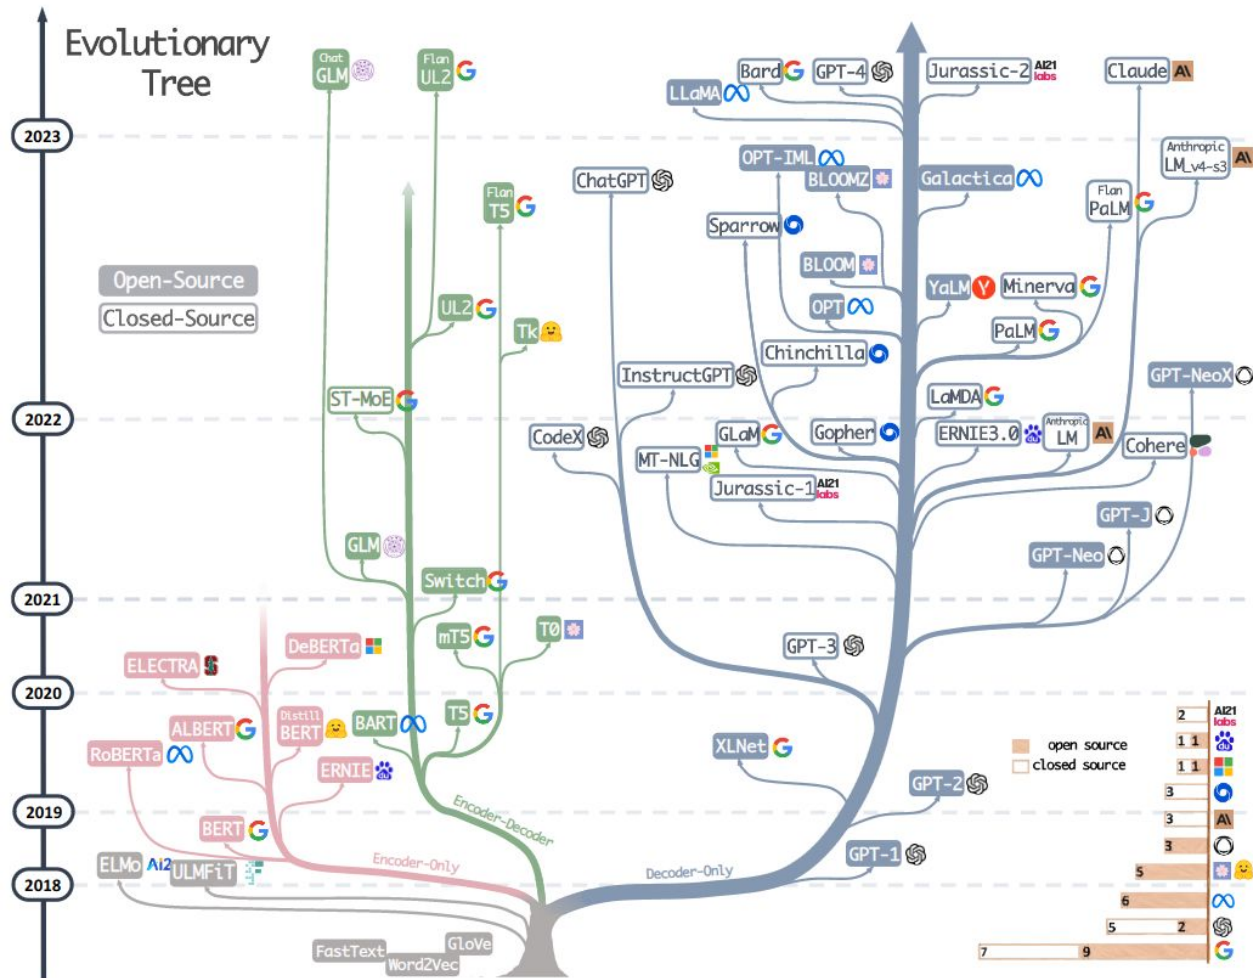 Evolutionary
Tree
2023
2022
2021
2020
2019
2018
Open-Source
Closed-Source
Chat
GLM
Flan
UL2
Flan
T5
UL2
Tk
ST-MoE
GLM
Switch
mT5
T0
DeBERTa
ELECTRA
ALBERT
Distill
BERT
BART
T5
RoBERTa
ERNIE
BERT
ELMo
AI2
ULMFiT
Encoder-Only
Encoder-Decoder
Decoder-Only
FastText
Word2Vec
GloVe
Bard
GPT-4
Jurassic-2
AI21
labs
Claude
A\
LLaMA
OPT-IML
BLOOMZ
Galactica
Anthropic
LM_v4-s3
A\
ChatGPT
Flan
PaLM
Sparrow
BLOOM
YaLM
Y
Minerva
OPT
PaLM
Chinchilla
InstructGPT
GPT-NeoX
LaMDA
CodeX
GLaM
Gopher
ERNIE3.0
du
Anthropic
LM
A\
Cohere
MT-NLG
Jurassic-1
AI21
labs
GPT-J
GPT-Neo
GPT-3
XLNet
GPT-2
GPT-1
open source
closed source
2
AI21
labs
1 1
du
1 1
3
3
A\
3
5
6
5 2
7 9